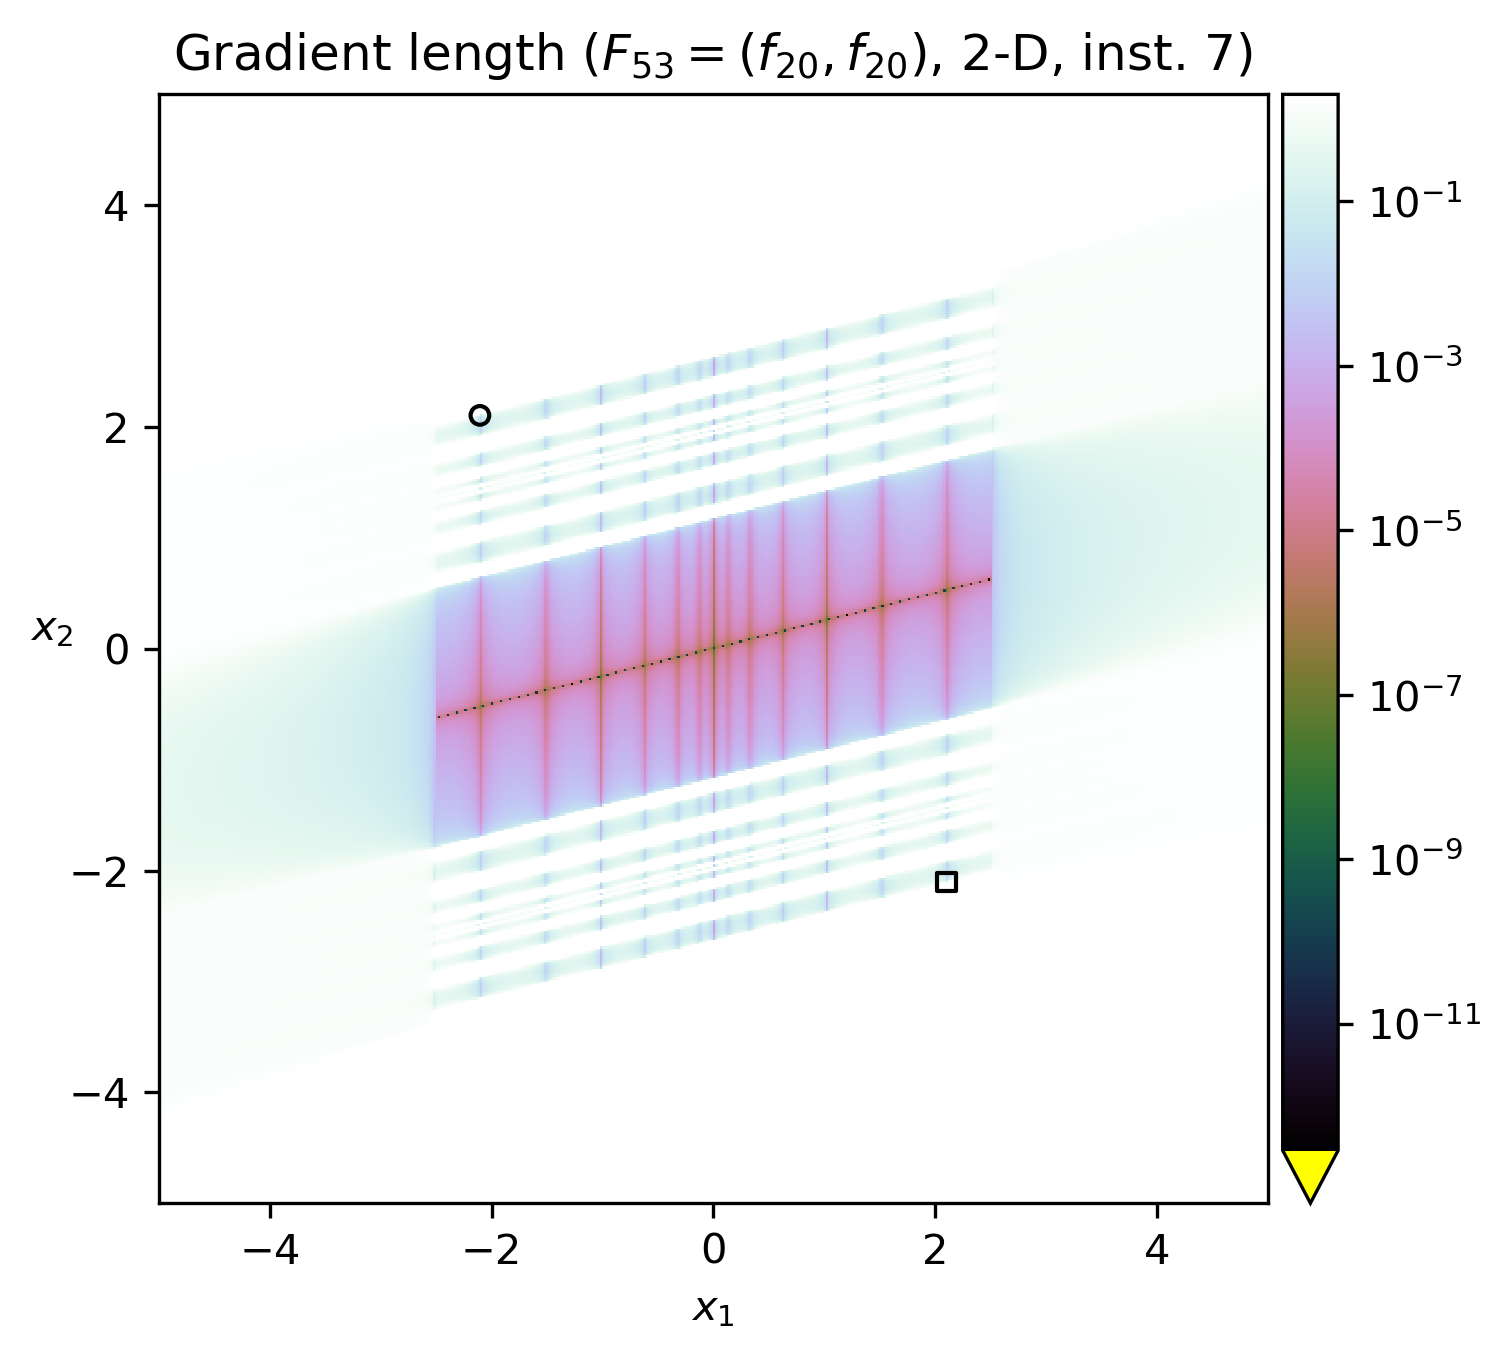 Gradient length (F₅₃ = (f₂₀, f₂₀), 2-D, inst. 7)
4
2
0
−2
−4
x₂
−4 −2 0 2 4
x₁
10⁻¹
10⁻³
10⁻⁵
10⁻⁷
10⁻⁹
10⁻¹¹